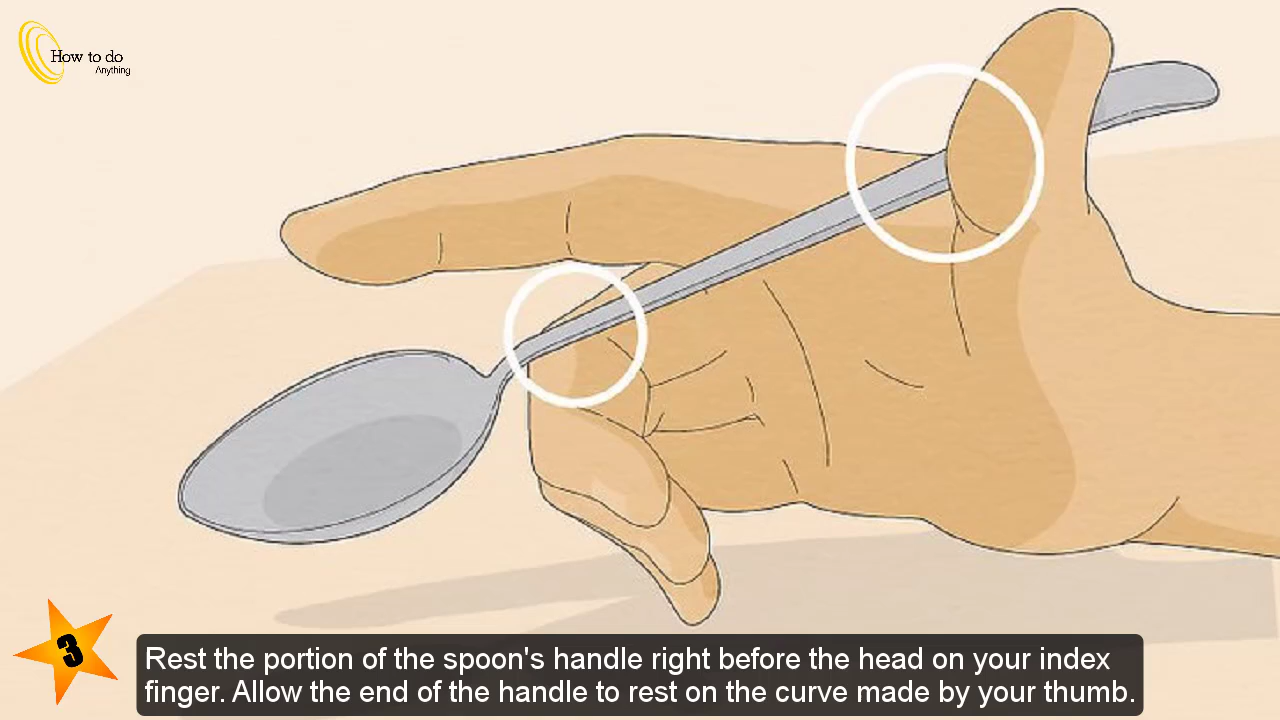 How to do
Anything
3
Rest the portion of the spoon's handle right before the head on your index
finger. Allow the end of the handle to rest on the curve made by your thumb.